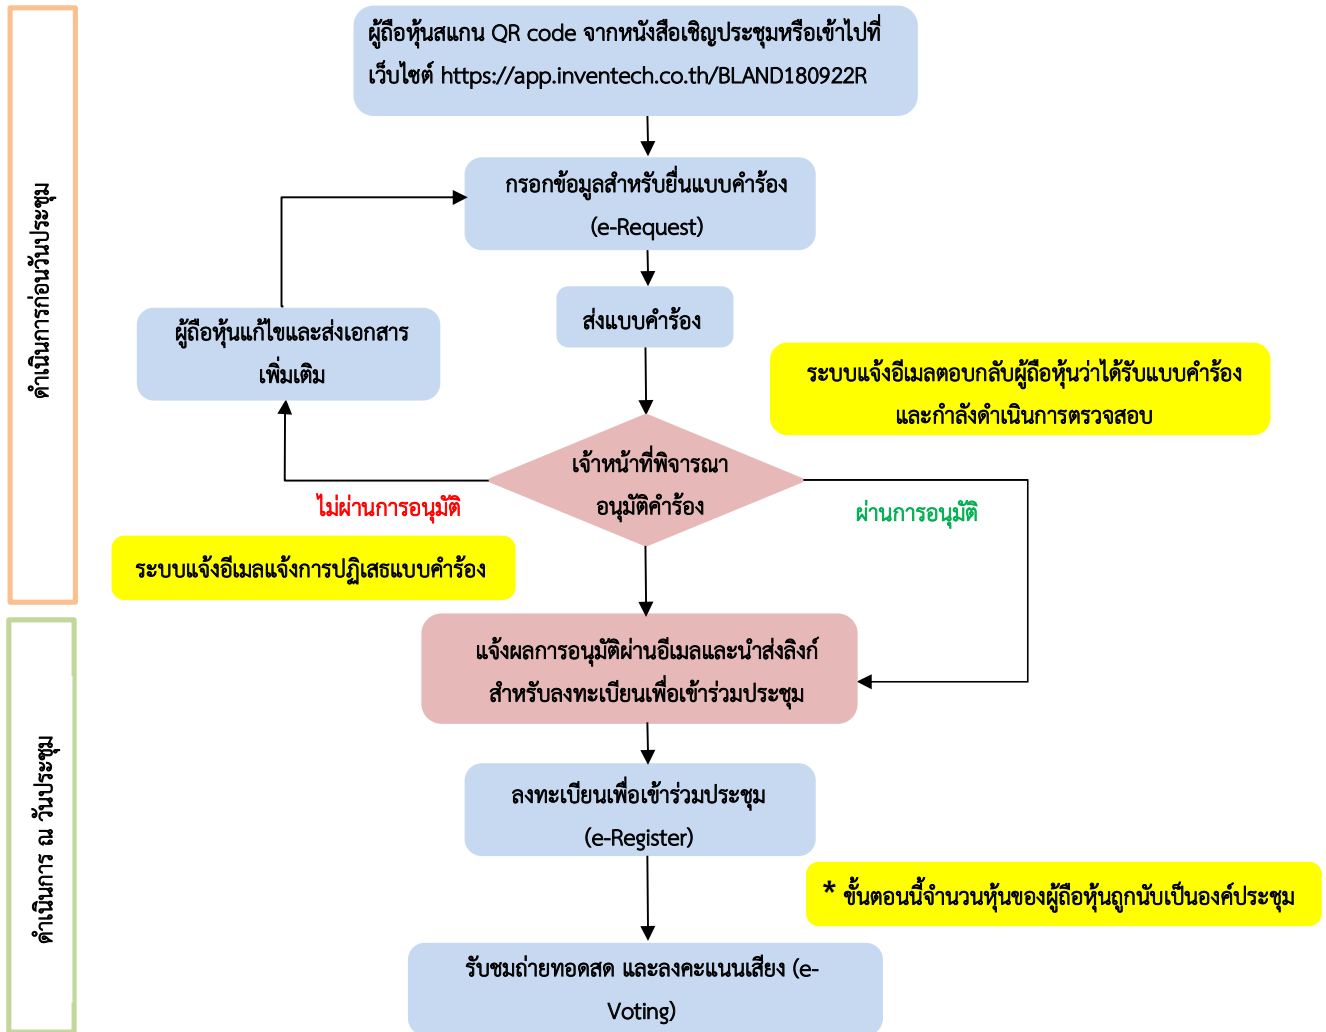 ดำเนินการก่อนวันประชุม
ผู้ถือหุ้นสแกน QR code จากหนังสือเชิญประชุมหรือเข้าไปที่
เว็บไซต์ https://app.inventech.co.th/BLAND180922R
กรอกข้อมูลสำหรับยื่นแบบคำร้อง
(e-Request)
ส่งแบบคำร้อง
ผู้ถือหุ้นแก้ไขและส่งเอกสาร
เพิ่มเติม
ระบบแจ้งอีเมลตอบกลับผู้ถือหุ้นว่าได้รับแบบคำร้อง
และกำลังดำเนินการตรวจสอบ
เจ้าหน้าที่พิจารณา
อนุมัติคำร้อง
ไม่ผ่านการอนุมัติ
ผ่านการอนุมัติ
ระบบแจ้งอีเมลแจ้งการปฏิเสธแบบคำร้อง
ดำเนินการ ณ วันประชุม
แจ้งผลการอนุมัติผ่านอีเมลและนำส่งลิงก์
สำหรับลงทะเบียนเพื่อเข้าร่วมประชุม
ลงทะเบียนเพื่อเข้าร่วมประชุม
(e-Register)
* ขั้นตอนนี้จำนวนหุ้นของผู้ถือหุ้นถูกนับเป็นองค์ประชุม
รับชมถ่ายทอดสด และลงคะแนนเสียง (e-
Voting)